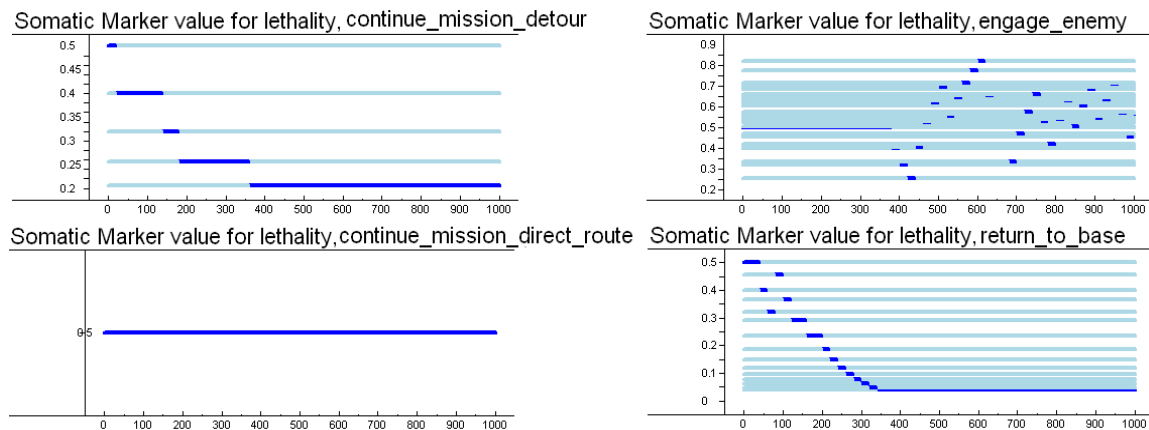 Somatic Marker value for lethality, continue_mission_detour
0.5
0.45
0.4
0.35
0.3
0.25
0.2
0 100 200 300 400 500 600 700 800 900 1000
Somatic Marker value for lethality, engage_enemy
0.9
0.8
0.7
0.6
0.5
0.4
0.3
0.2
0 100 200 300 400 500 600 700 800 900 1000
Somatic Marker value for lethality, continue_mission_direct_route
0.5
0 100 200 300 400 500 600 700 800 900 1000
Somatic Marker value for lethality, return_to_base
0.5
0.4
0.3
0.2
0.1
0
0 100 200 300 400 500 600 700 800 900 1000